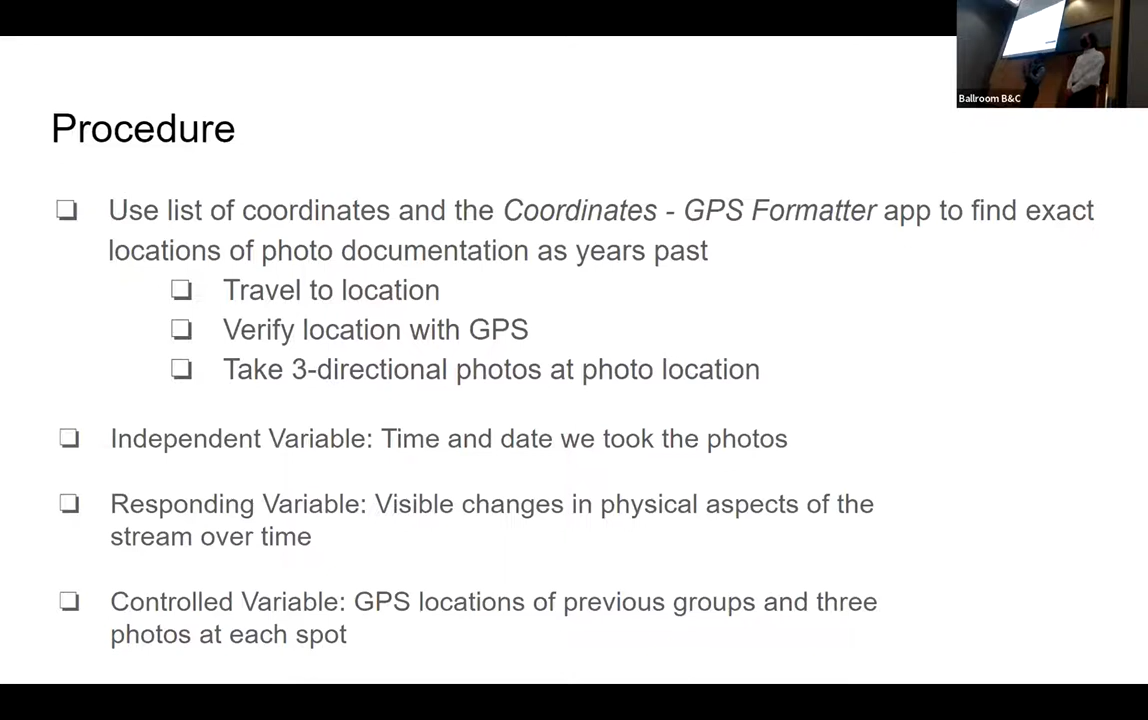 Ballroom B&C
Procedure
❏ Use list of coordinates and the Coordinates - GPS Formatter app to find exact
locations of photo documentation as years past
❏ Travel to location
❏ Verify location with GPS
❏ Take 3-directional photos at photo location
❏ Independent Variable: Time and date we took the photos
❏ Responding Variable: Visible changes in physical aspects of the
stream over time
❏ Controlled Variable: GPS locations of previous groups and three
photos at each spot